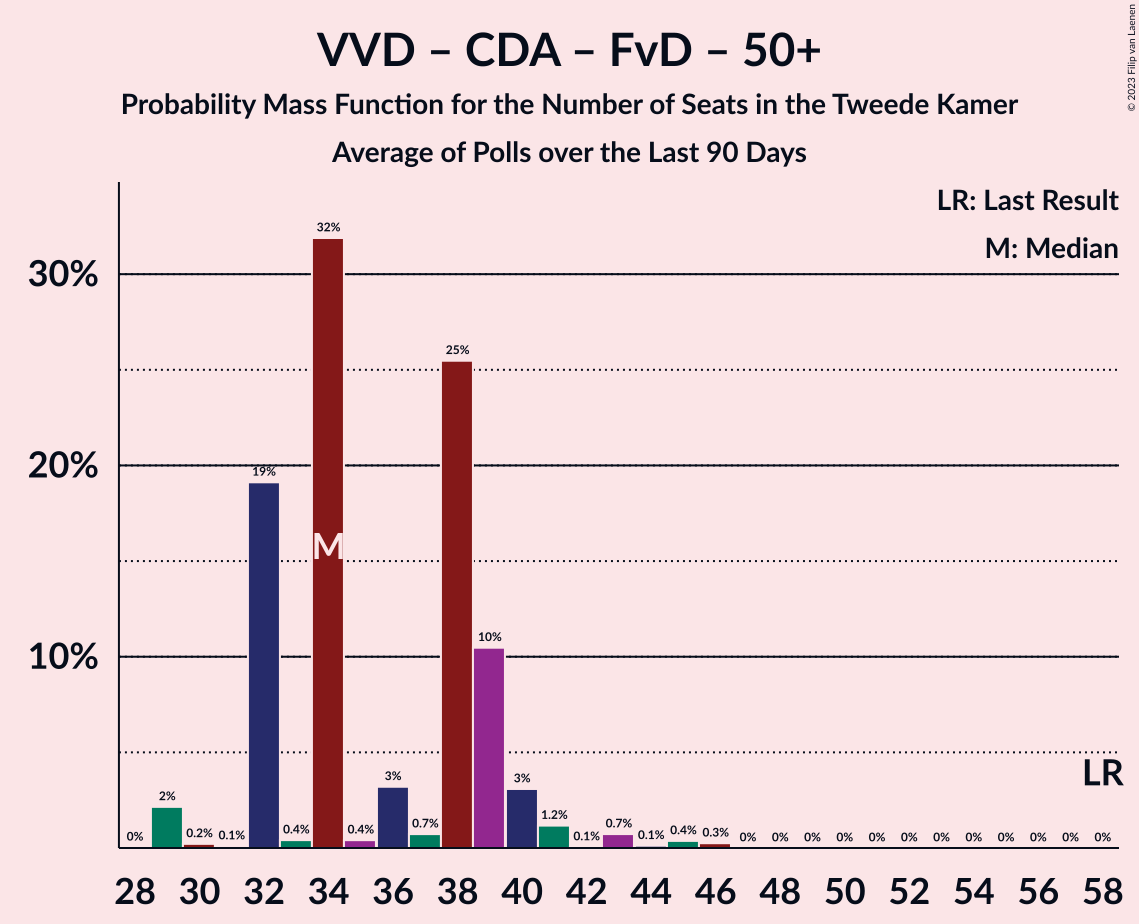 VVD – CDA – FvD – 50+
Probability Mass Function for the Number of Seats in the Tweede Kamer
Average of Polls over the Last 90 Days
© 2023 Filip van Laenen
LR: Last Result
M: Median
30%
20%
10%
0% 2% 0.2% 0.1% 19% 0.4% 32% 0.4% 3% 0.7% 25% 10% 3% 1.2% 0.1% 0.7% 0.1% 0.4% 0.3% 0% 0% 0% 0% 0% 0% 0% 0% 0% 0% 0% 0%
M
LR
28 30 32 34 36 38 40 42 44 46 48 50 52 54 56 58